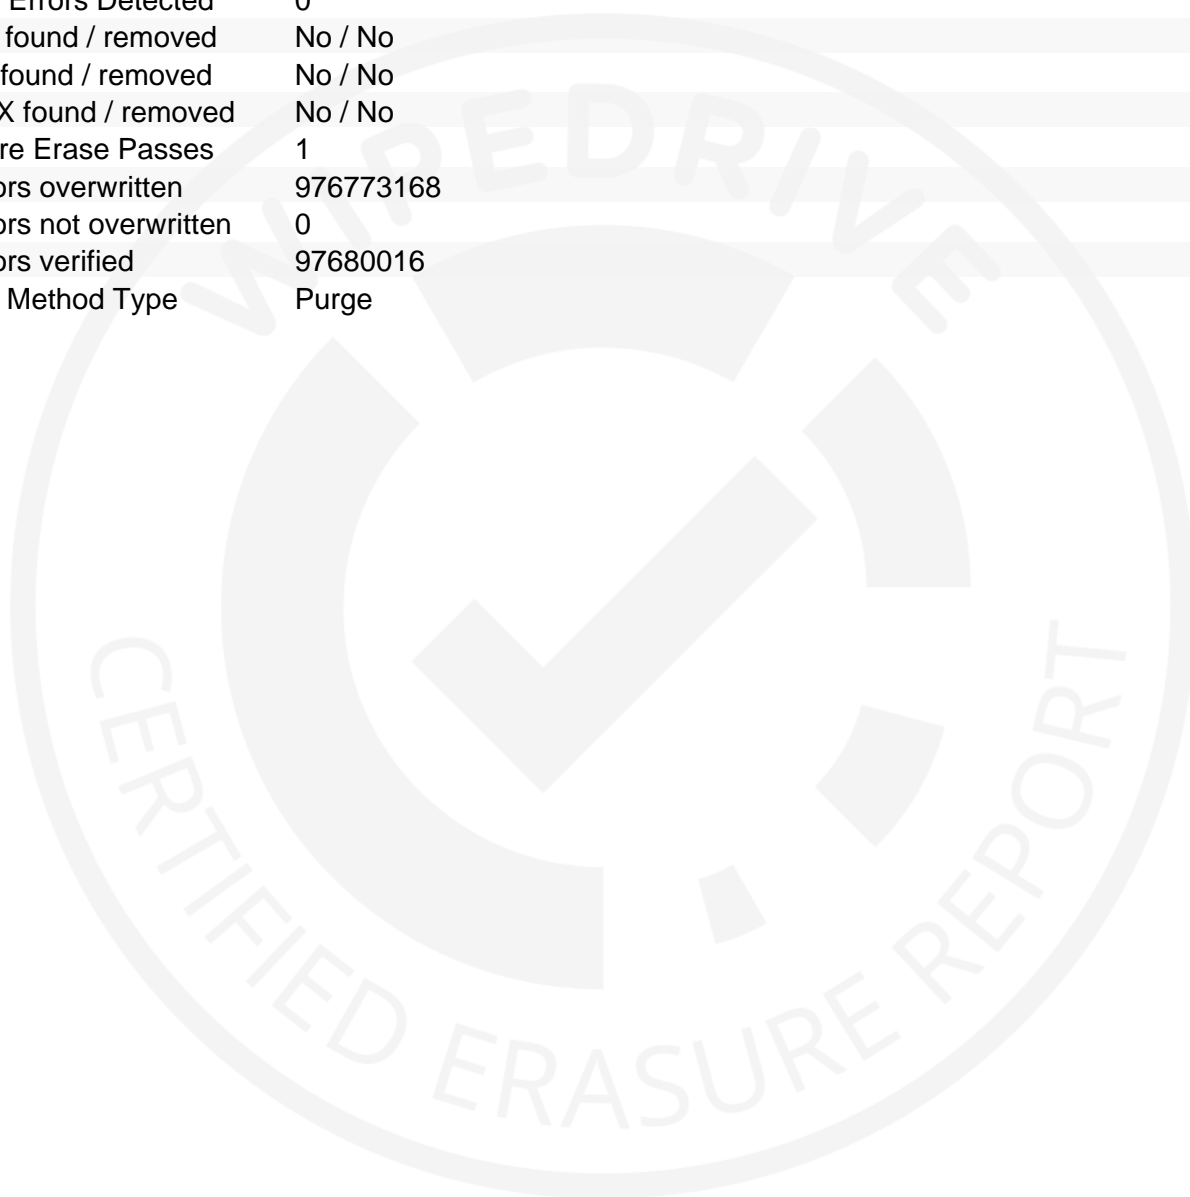 Errors Detected 0
found / removed No / No
found / removed No / No
X found / removed No / No
re Erase Passes 1
ors overwritten 976773168
ors not overwritten 0
ors verified 97680016
Method Type Purge
WIPEDRIVE
CERTIFIED ERASURE REPORT